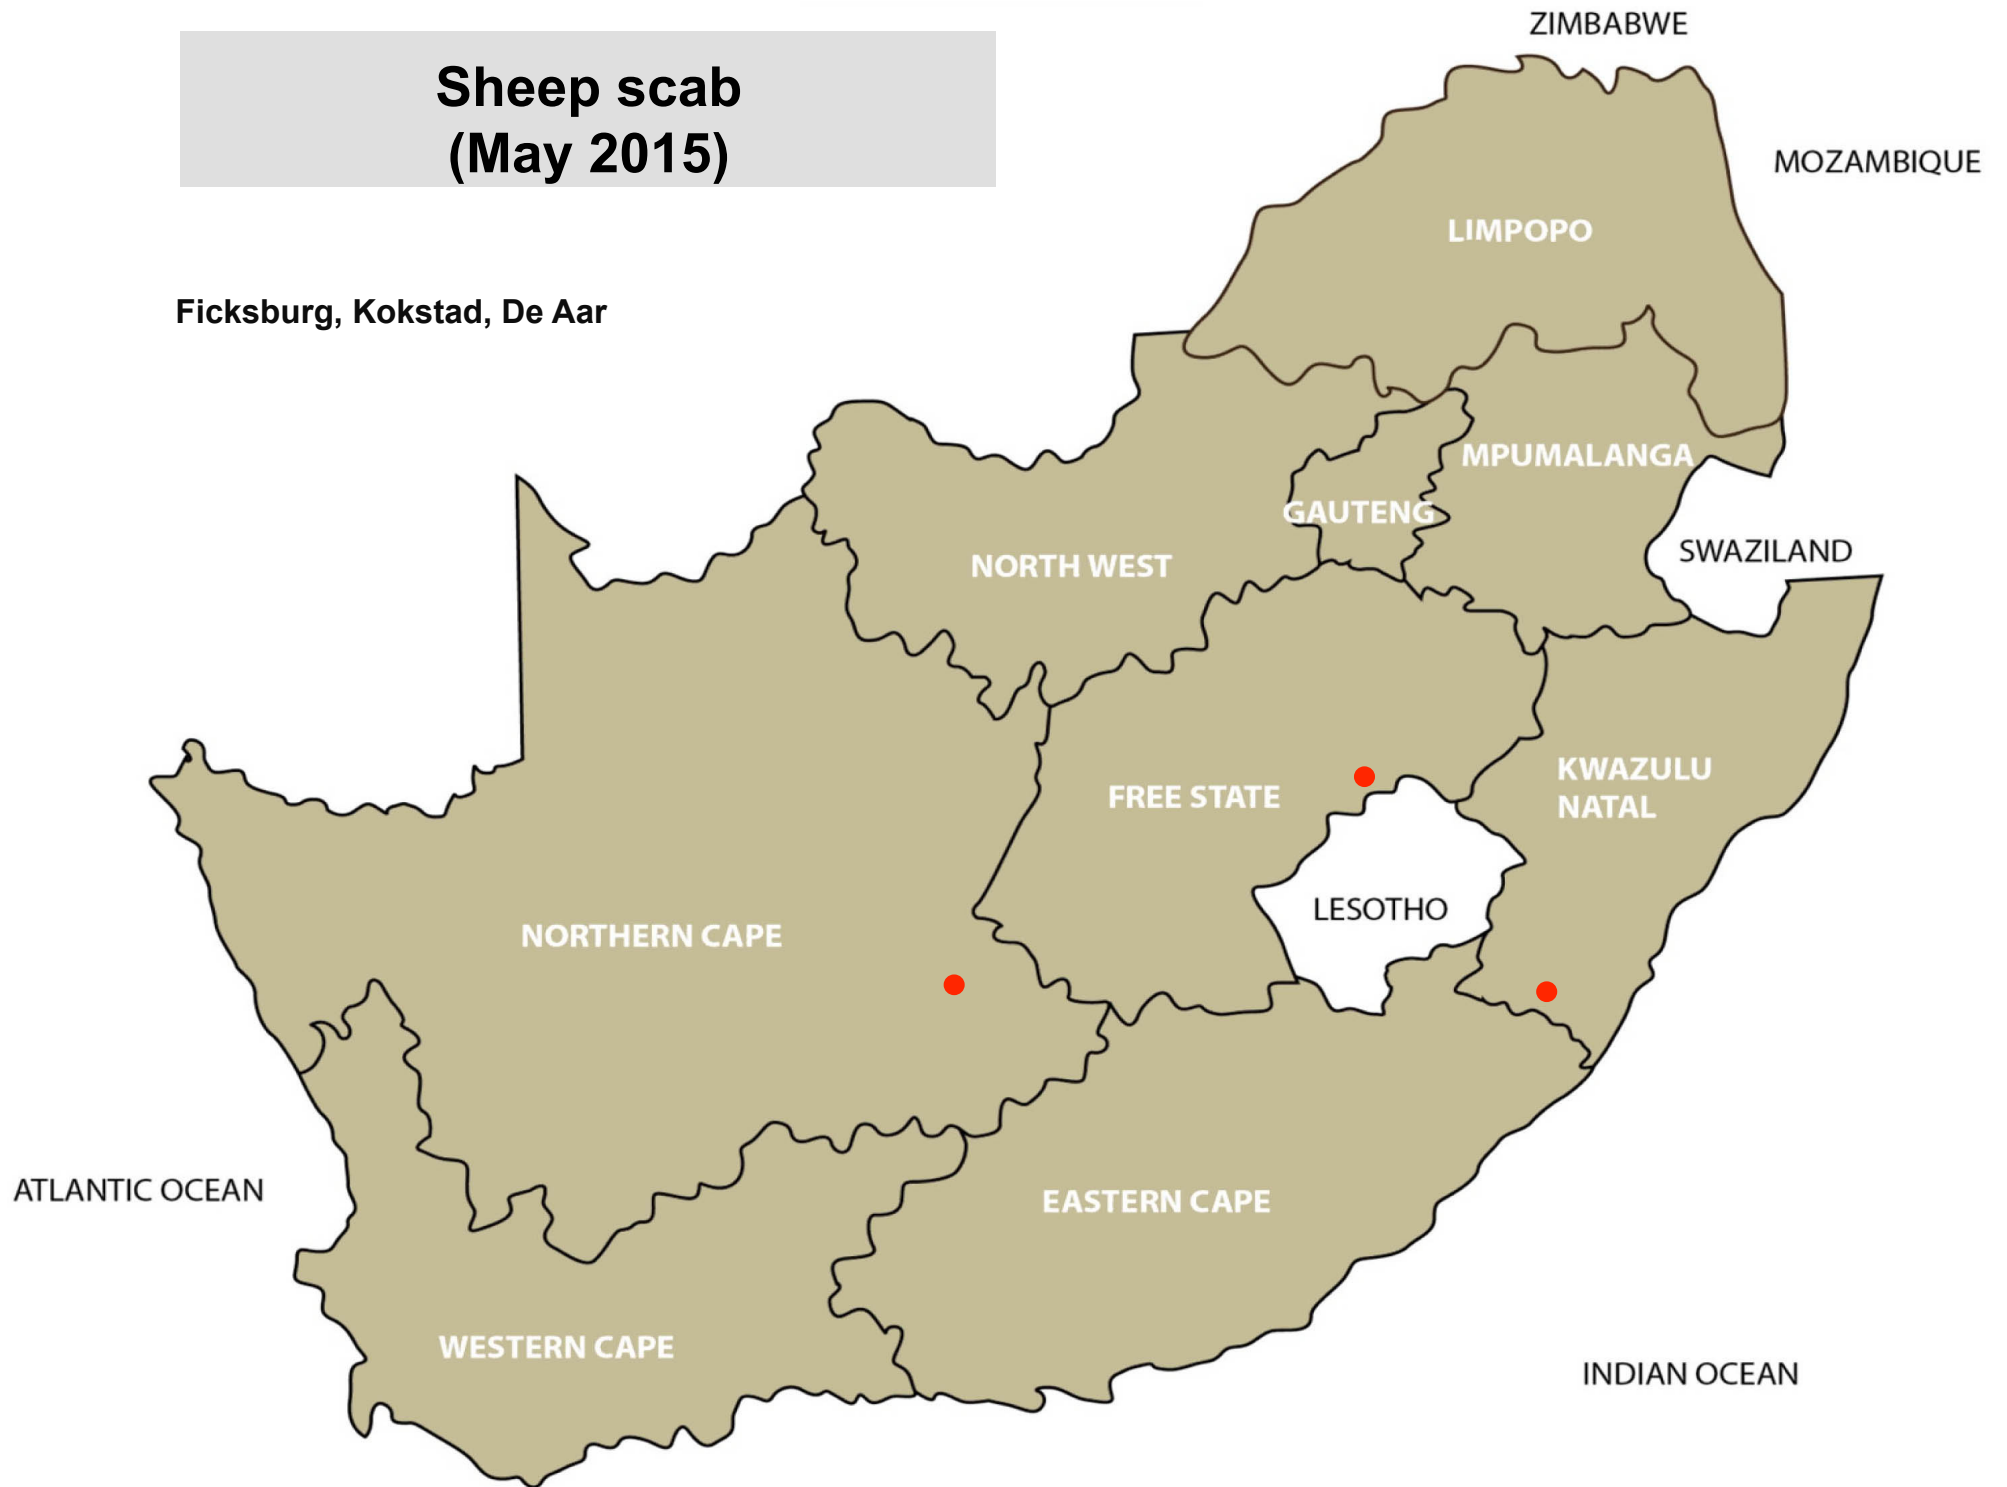 Sheep scab
(May 2015)
Ficksburg, Kokstad, De Aar
ZIMBABWE
MOZAMBIQUE
LIMPOPO
MPUMALANGA
GAUTENG
SWAZILAND
NORTH WEST
KWAZULU
NATAL
FREE STATE
LESOTHO
NORTHERN CAPE
ATLANTIC OCEAN
EASTERN CAPE
WESTERN CAPE
INDIAN OCEAN